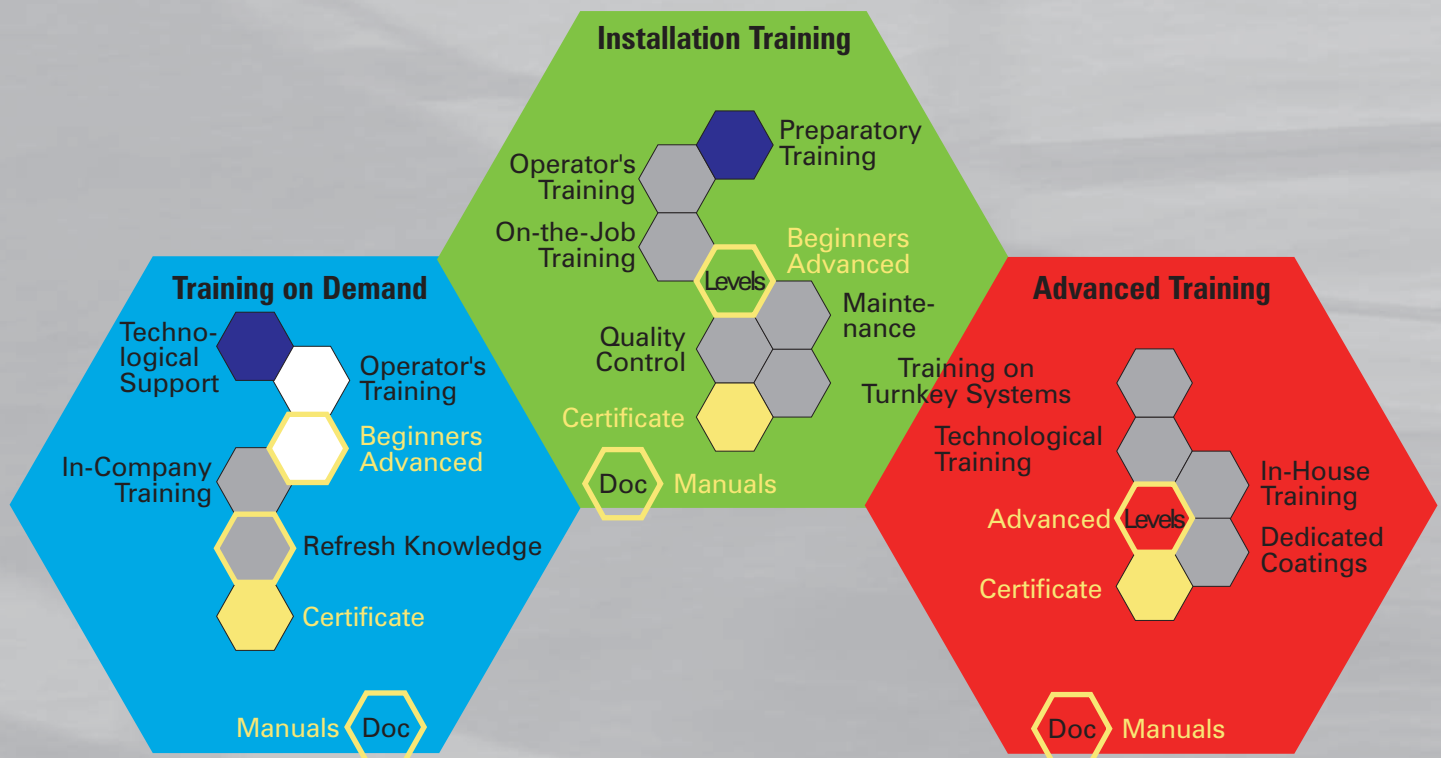 Installation Training
Preparatory
Training
Operator's
Training
On-the-Job
Training
Beginners
Advanced
Levels
Mainte-
nance
Quality
Control
Training on
Turnkey Systems
Certificate
Doc
Manuals
Training on Demand
Techno-
logical
Support
Operator's
Training
Beginners
Advanced
In-Company
Training
Refresh Knowledge
Certificate
Manuals
Doc
Advanced Training
Technological
Training
In-House
Training
Advanced
Levels
Dedicated
Coatings
Certificate
Doc
Manuals